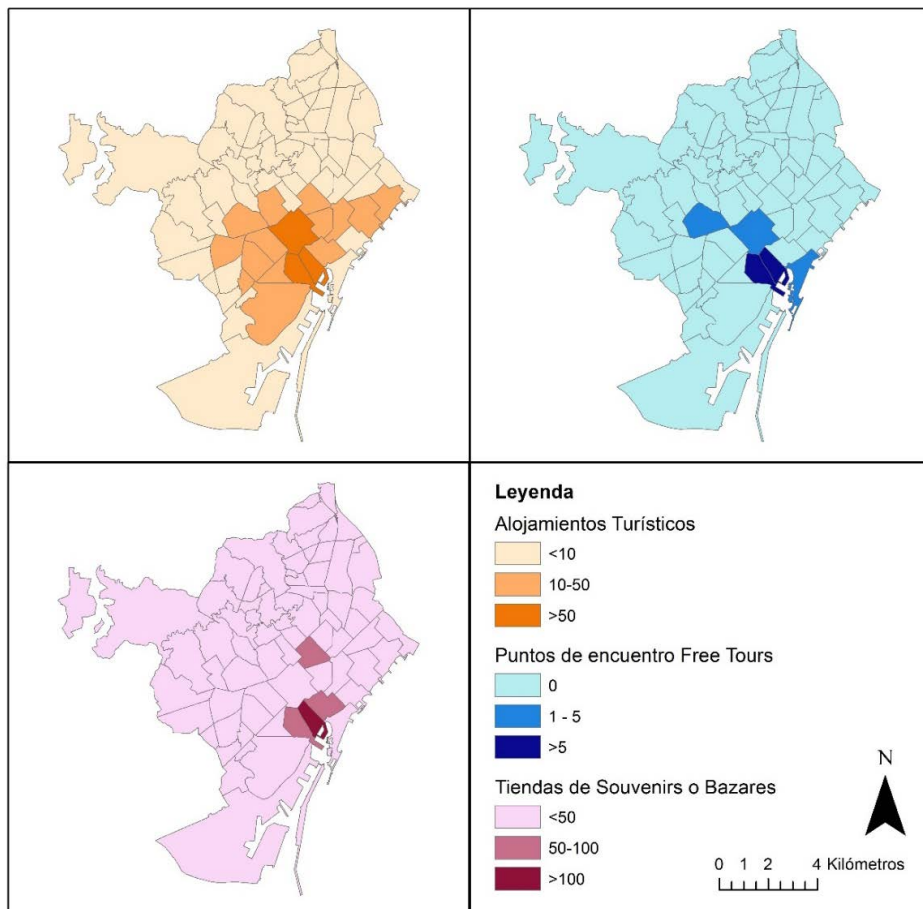 Leyenda
Alojamientos Turísticos
<10
10-50
>50
Puntos de encuentro Free Tours
0
1 - 5
>5
Tiendas de Souvenirs o Bazares
<50
50-100
>100
N
0 1 2 4 Kilómetros